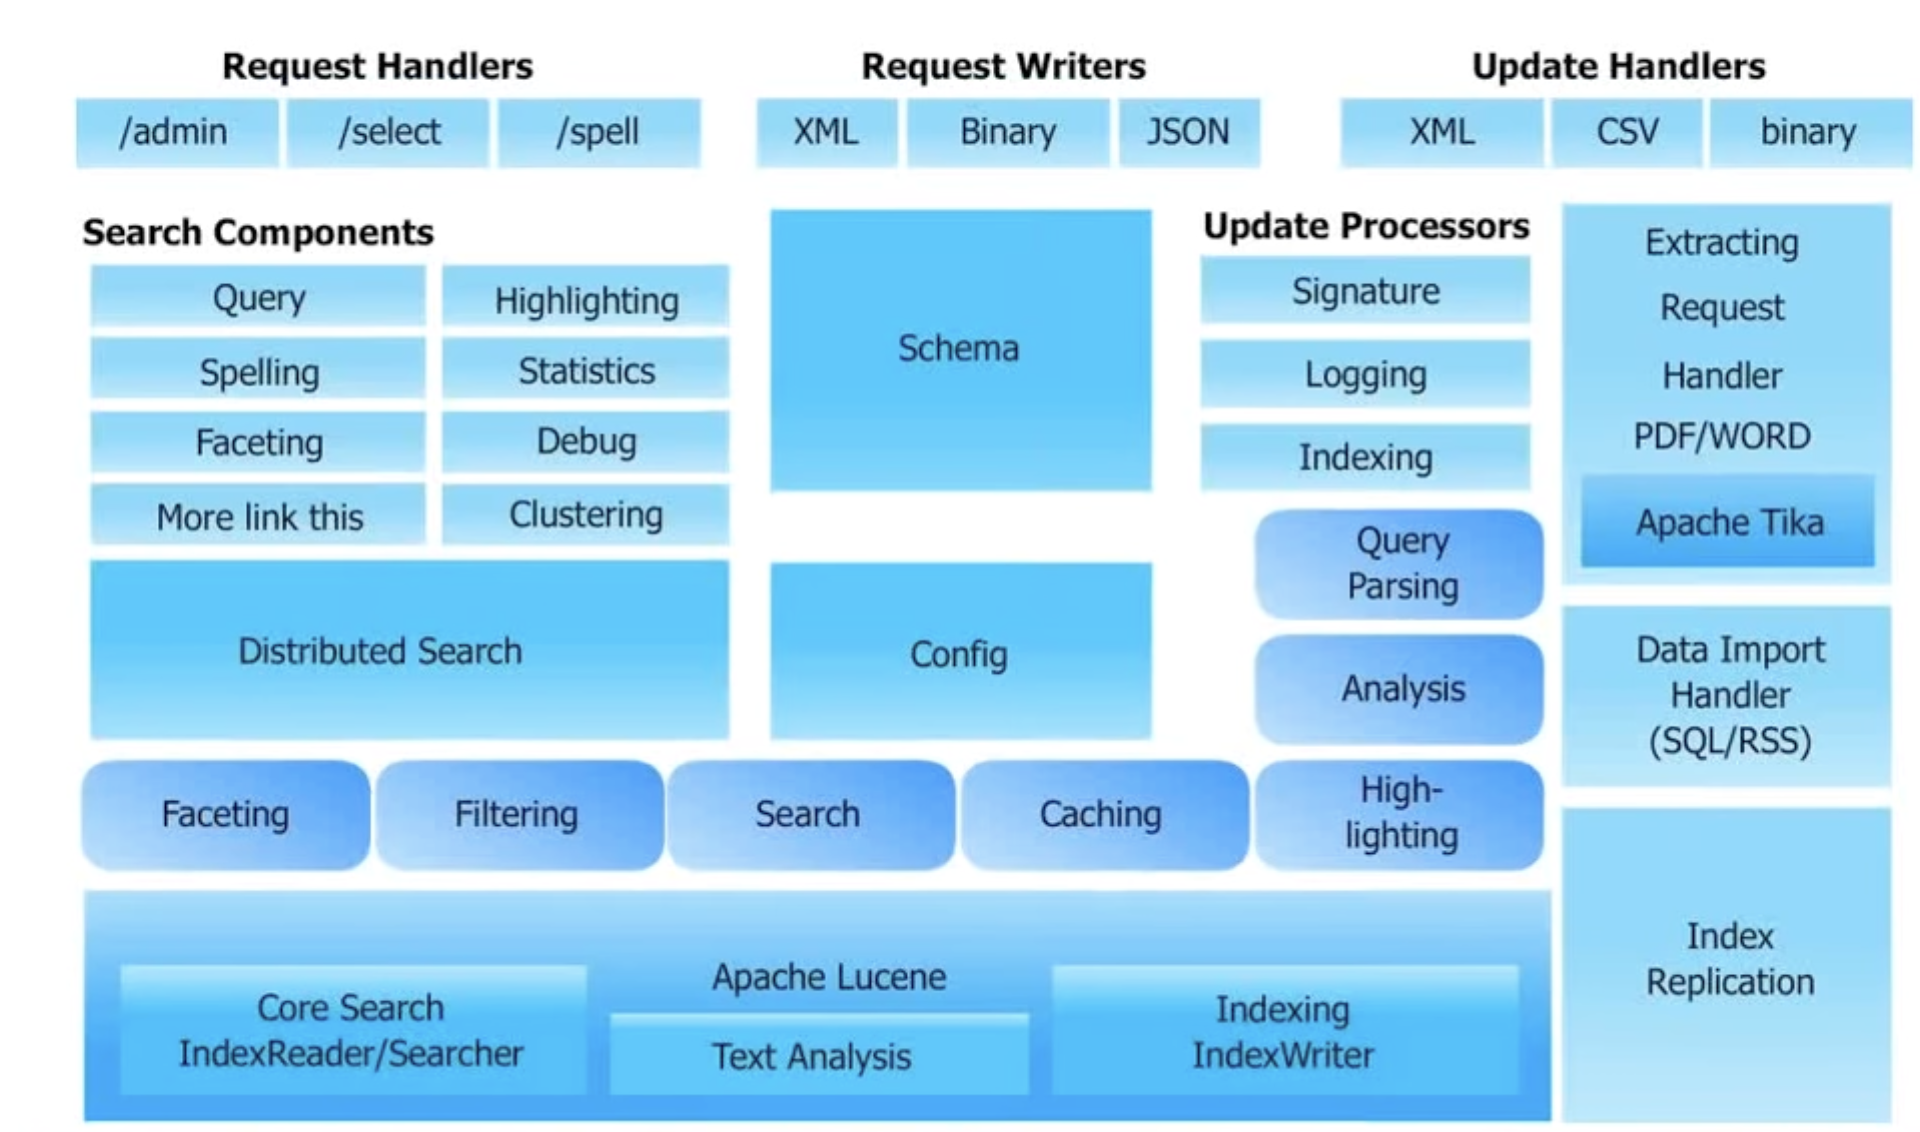 Request Handlers
/admin
/select
/spell
Request Writers
XML
Binary
JSON
Update Handlers
XML
CSV
binary
Search Components
Query
Highlighting
Spelling
Statistics
Faceting
Debug
More link this
Clustering
Distributed Search
Schema
Config
Update Processors
Signature
Logging
Indexing
Query
Parsing
Analysis
Extracting
Request
Handler
PDF/WORD
Apache Tika
Data Import
Handler
(SQL/RSS)
Faceting
Filtering
Search
Caching
High-
lighting
Apache Lucene
Core Search
IndexReader/Searcher
Text Analysis
Indexing
IndexWriter
Index
Replication